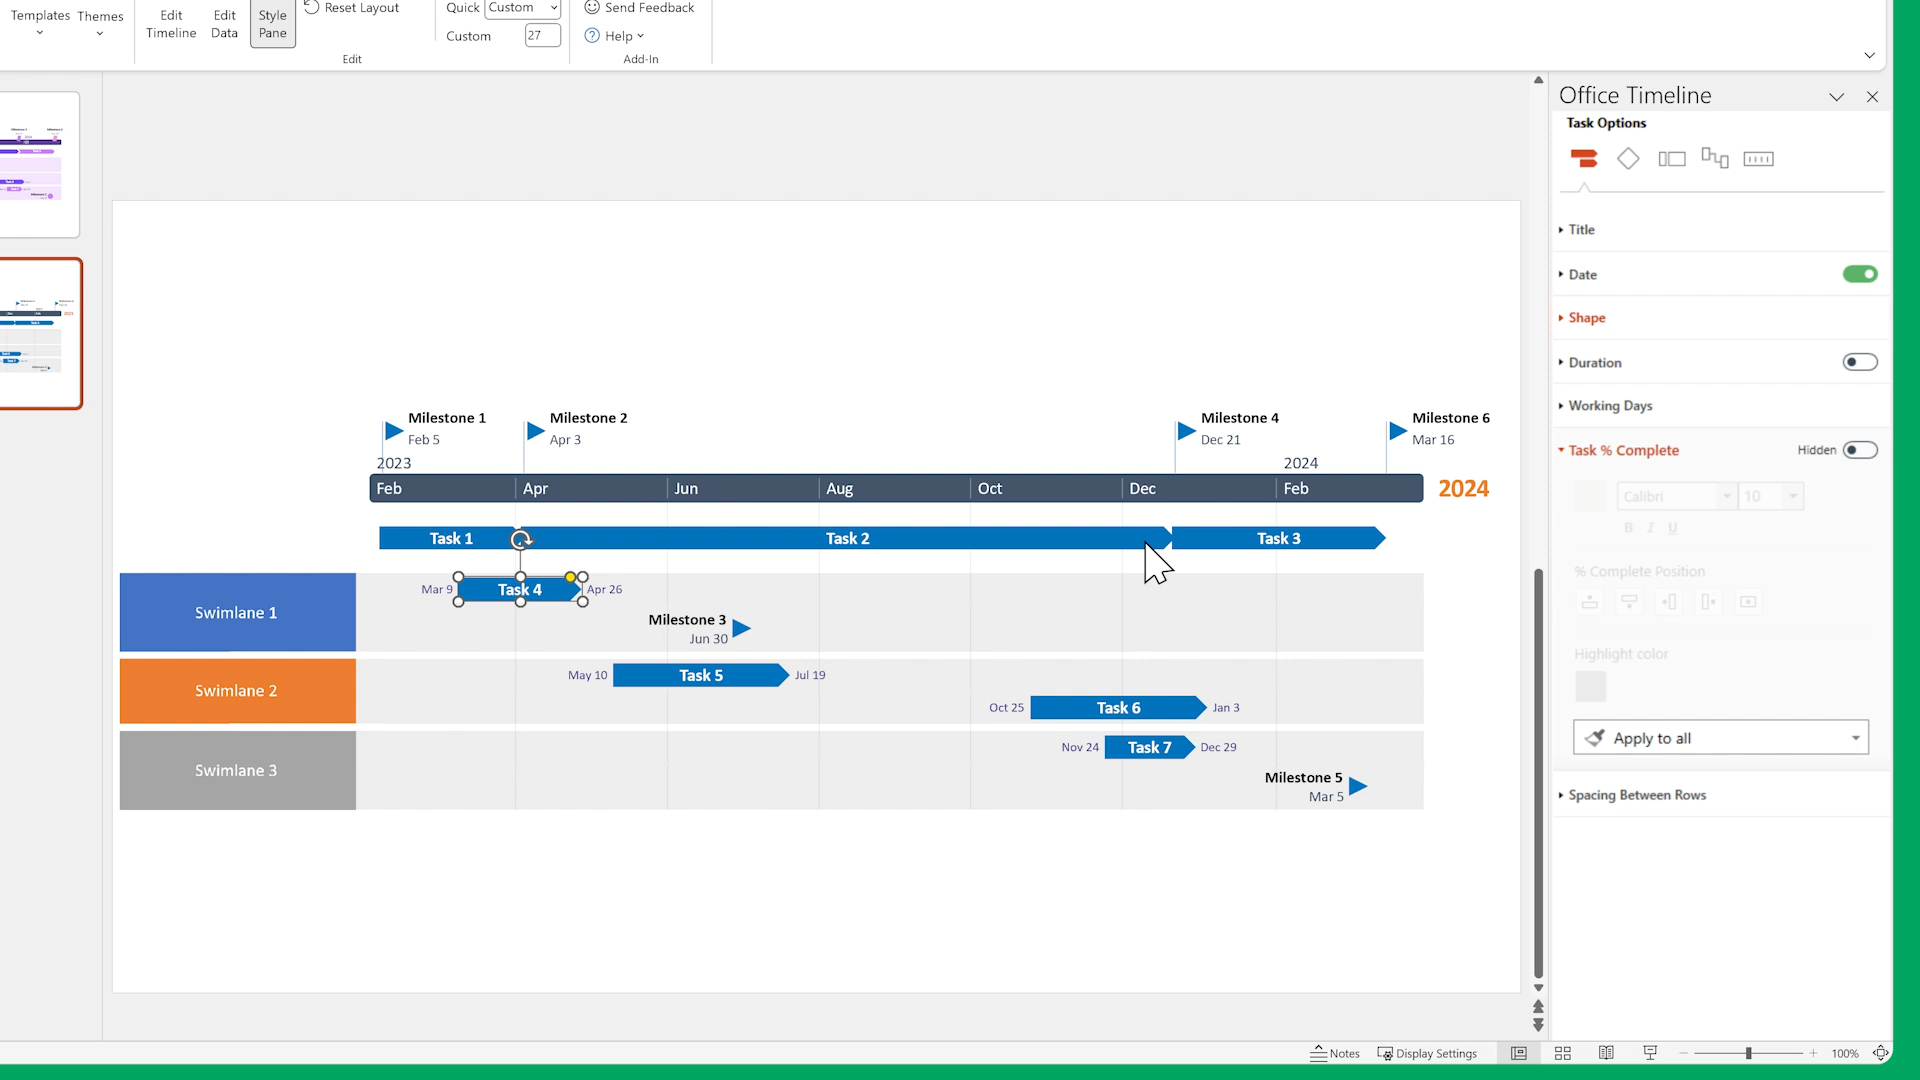 Templates
Themes
Edit
Timeline
Edit
Data
Style
Pane
Reset Layout
Edit
Quick
Custom
Custom
27
Send Feedback
Help
Add-In
Office Timeline
Task Options
Title
Date
Shape
Duration
Working Days
Task % Complete
Hidden
Calibri
10
B I U
% Complete Position
Highlight color
Apply to all
Spacing Between Rows
Milestone 1
Feb 5
Milestone 2
Apr 3
Milestone 4
Dec 21
Milestone 6
Mar 16
2023
2024
Feb
Apr
Jun
Aug
Oct
Dec
Feb
2024
Task 1
Task 2
Task 3
Swimlane 1
Mar 9
Task 4
Apr 26
Milestone 3
Jun 30
Swimlane 2
May 10
Task 5
Jul 19
Oct 25
Task 6
Jan 3
Swimlane 3
Nov 24
Task 7
Dec 29
Milestone 5
Mar 5
Notes
Display Settings
100%